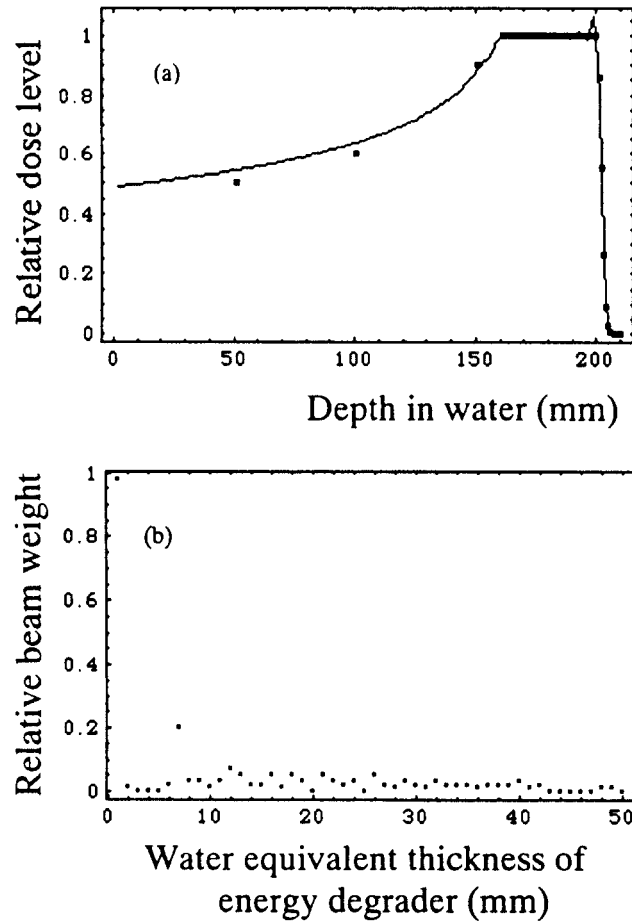 Relative dose level
(a)
1
0.8
0.6
0.4
0.2
0
0 50 100 150 200
Depth in water (mm)
Relative beam weight
(b)
1
0.8
0.6
0.4
0.2
0
0 10 20 30 40 50
Water equivalent thickness of
energy degrader (mm)